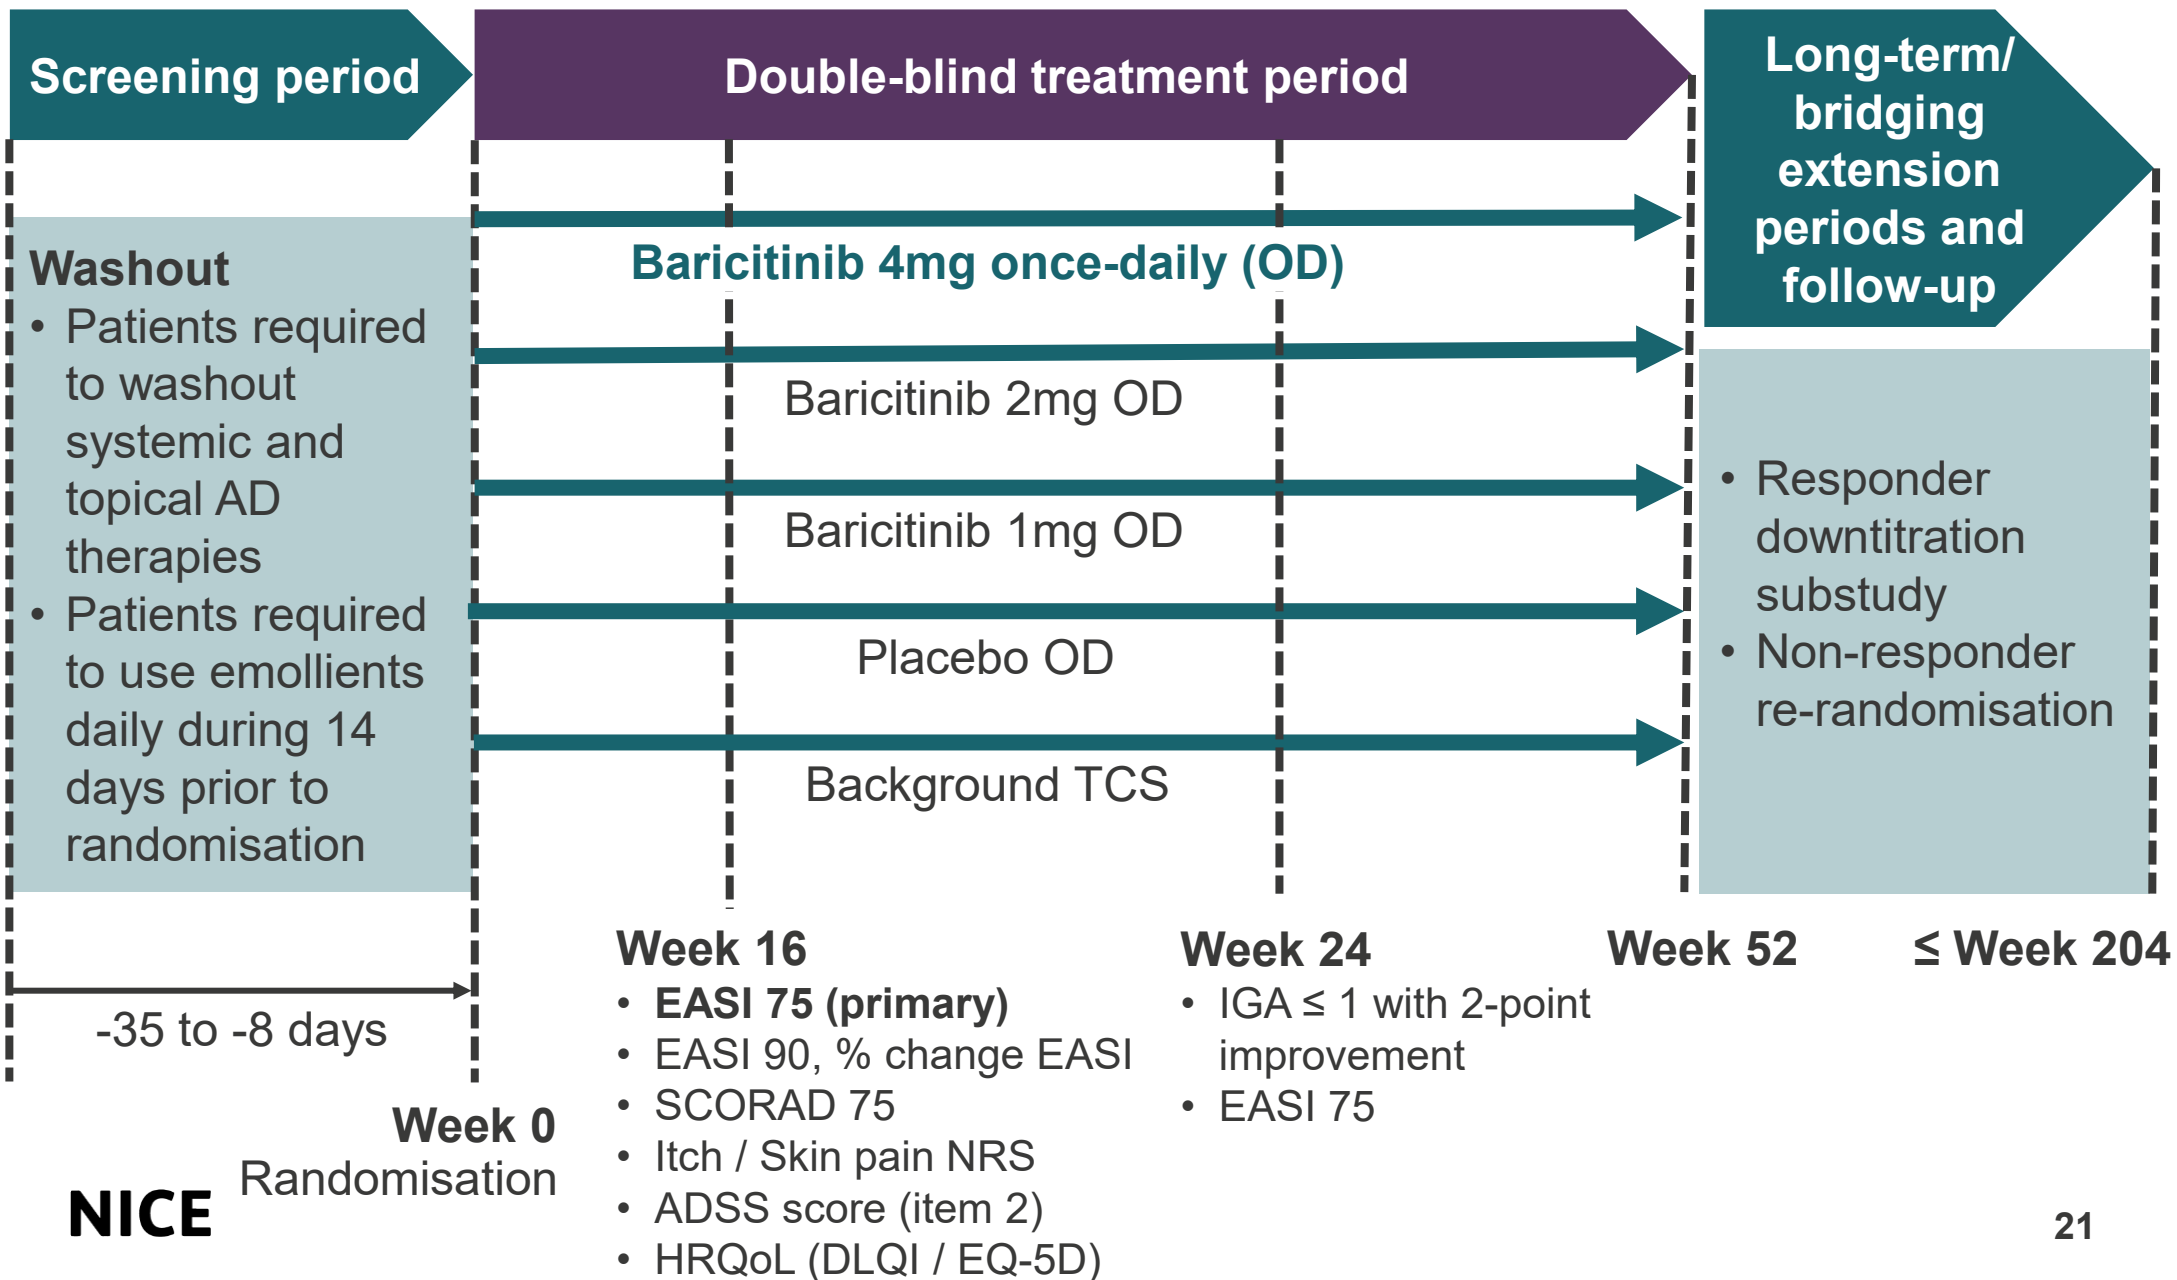 Screening period
Double-blind treatment period
Long-term/
bridging
extension
periods and
follow-up
Washout
• Patients required
to washout
systemic and
topical AD
therapies
• Patients required
to use emollients
daily during 14
days prior to
randomisation
Baricitinib 4mg once-daily (OD)
Baricitinib 2mg OD
Baricitinib 1mg OD
Placebo OD
Background TCS
• Responder
downtitration
substudy
• Non-responder
re-randomisation
-35 to -8 days
Week 0
Randomisation
Week 16
• EASI 75 (primary)
• EASI 90, % change EASI
• SCORAD 75
• Itch / Skin pain NRS
• ADSS score (item 2)
• HRQoL (DLQI / EQ-5D)
Week 24
• IGA ≤ 1 with 2-point
improvement
• EASI 75
Week 52
≤ Week 204
NICE
21